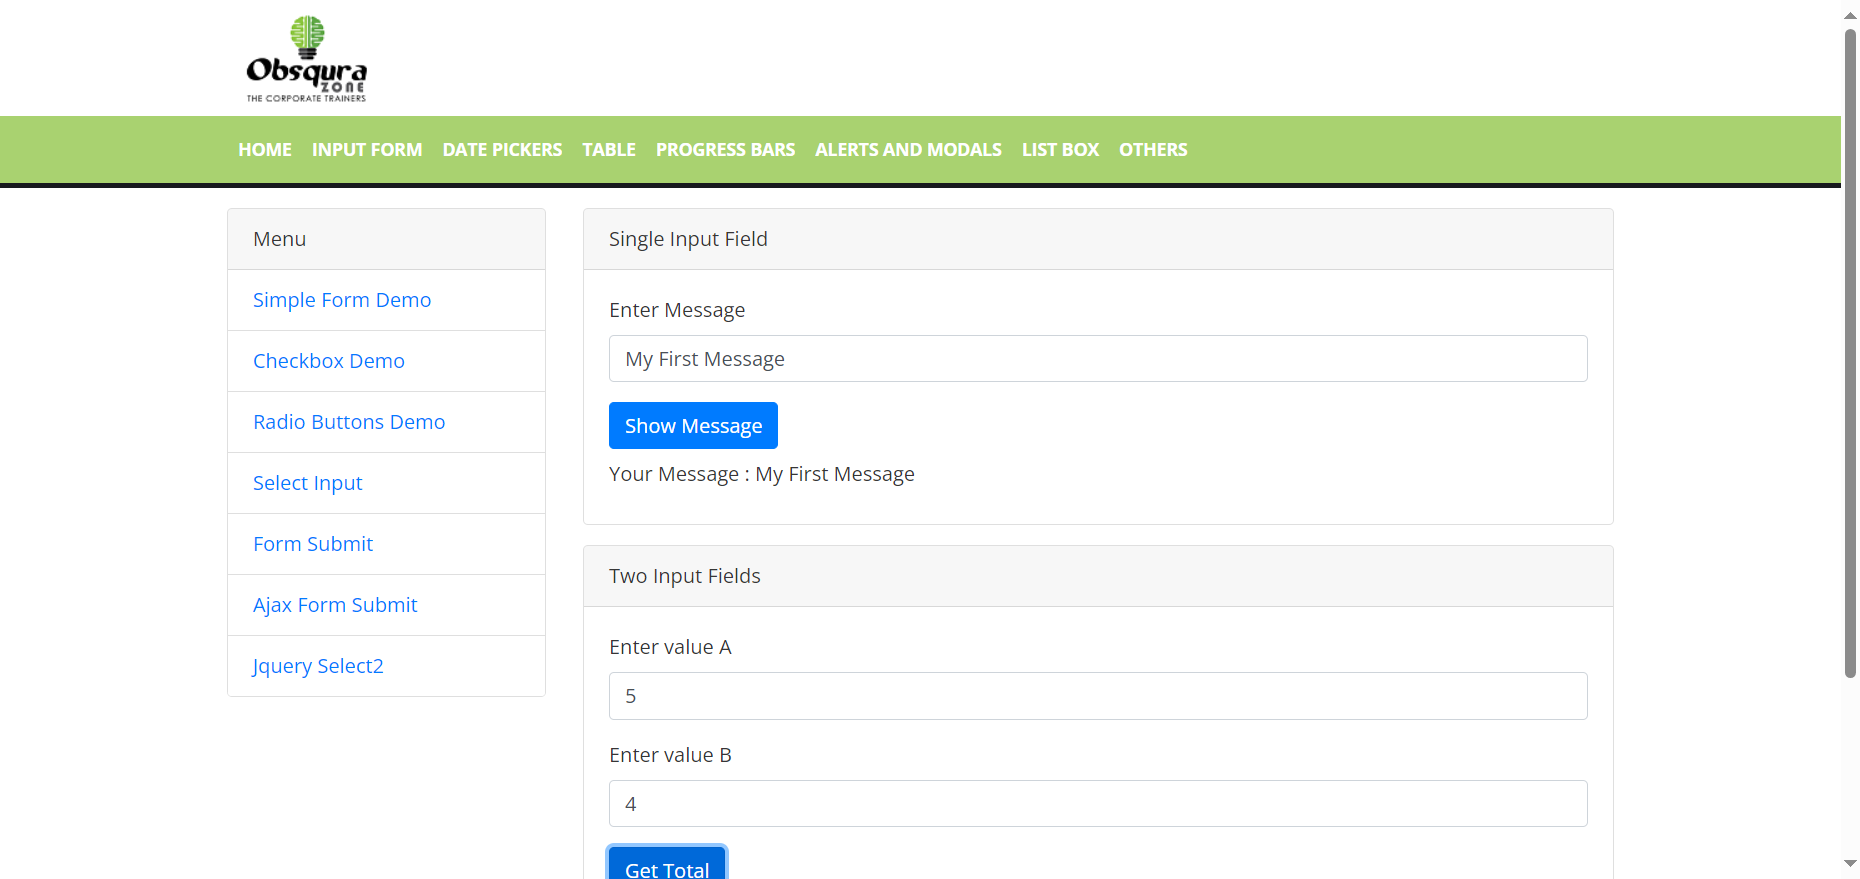 Obsqura
ZONE
THE CORPORATE TRAINERS
HOME INPUT FORM DATE PICKERS TABLE PROGRESS BARS ALERTS AND MODALS LIST BOX OTHERS
Menu
Simple Form Demo
Checkbox Demo
Radio Buttons Demo
Select Input
Form Submit
Ajax Form Submit
Jquery Select2
Single Input Field
Enter Message
My First Message
Show Message
Your Message : My First Message
Two Input Fields
Enter value A
5
Enter value B
4
Get Total